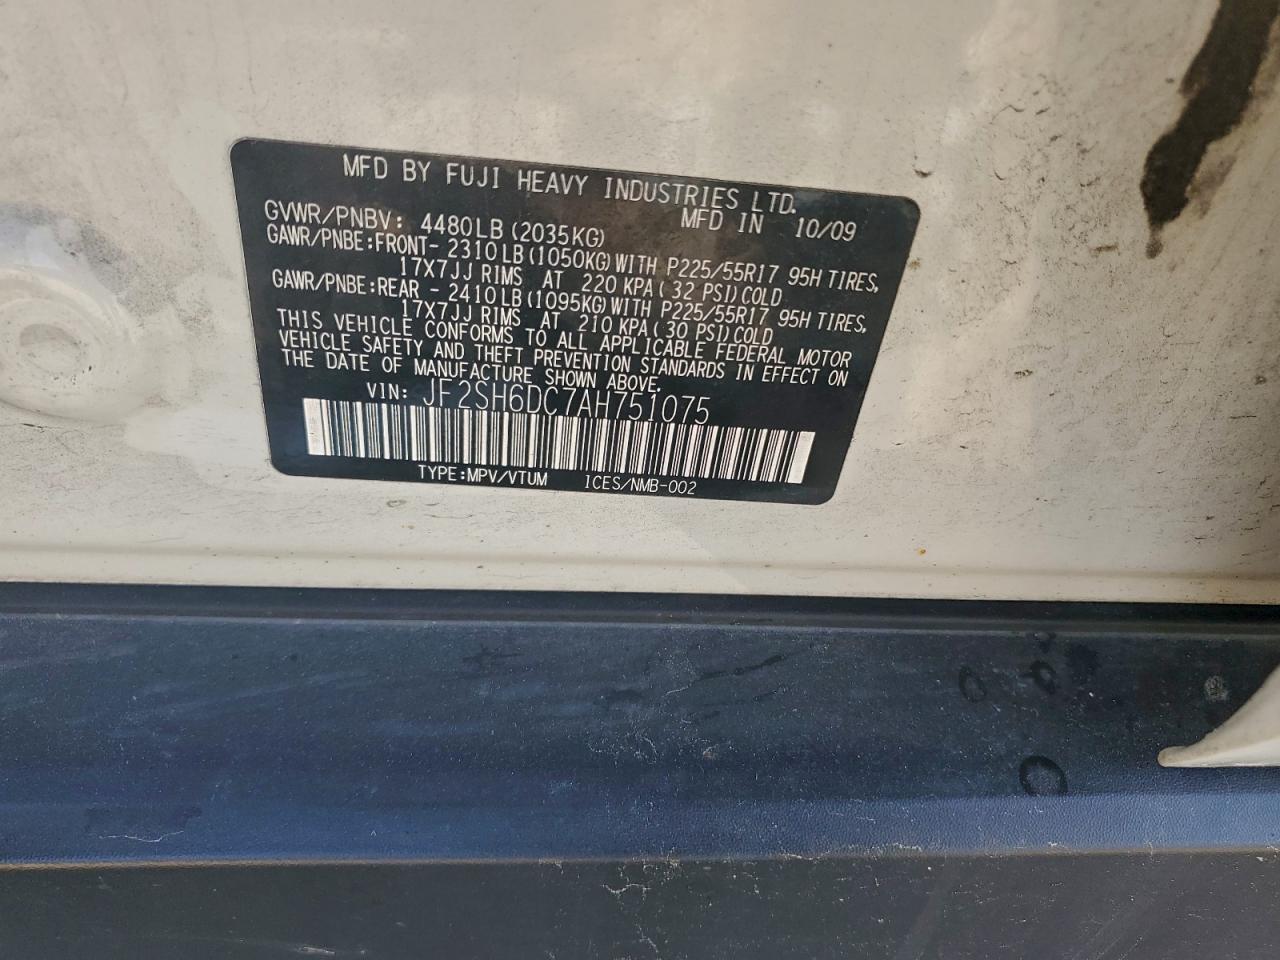 MFD BY FUJI HEAVY INDUSTRIES LTD.
MFD IN 10/09
GVWR/PNBV: 4480LB (2035KG)
GAWR/PNBE:FRONT- 2310LB(1050KG)WITH P225/55R17 95H TIRES,
17X7JJ RIMS AT 220 KPA( 32 PSI)COLD
GAWR/PNBE:REAR - 2410LB(1095KG)WITH P225/55R17 95H TIRES,
17X7JJ RIMS AT 210 KPA( 30 PSI)COLD
THIS VEHICLE CONFORMS TO ALL APPLICABLE FEDERAL MOTOR
VEHICLE SAFETY AND THEFT PREVENTION STANDARDS IN EFFECT ON
THE DATE OF MANUFACTURE SHOWN ABOVE.
VIN: JF2SH6DC7AH751075
TYPE:MPV/VTUM ICES/NMB-002